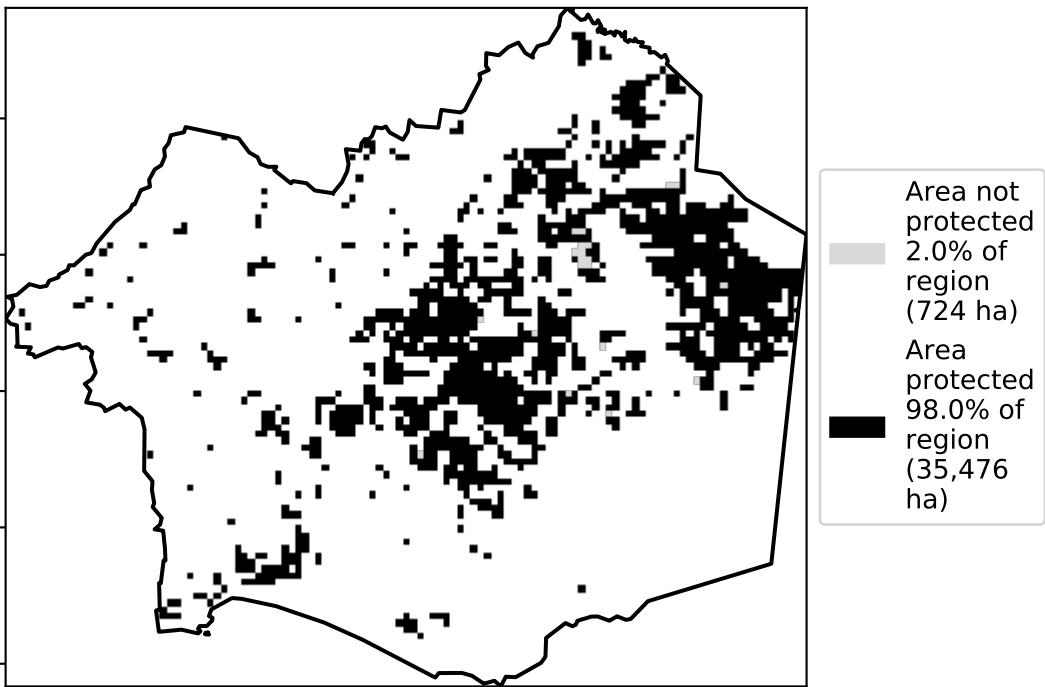 Area not
protected
2.0% of
region
(724 ha)
Area
protected
98.0% of
region
(35,476
ha)